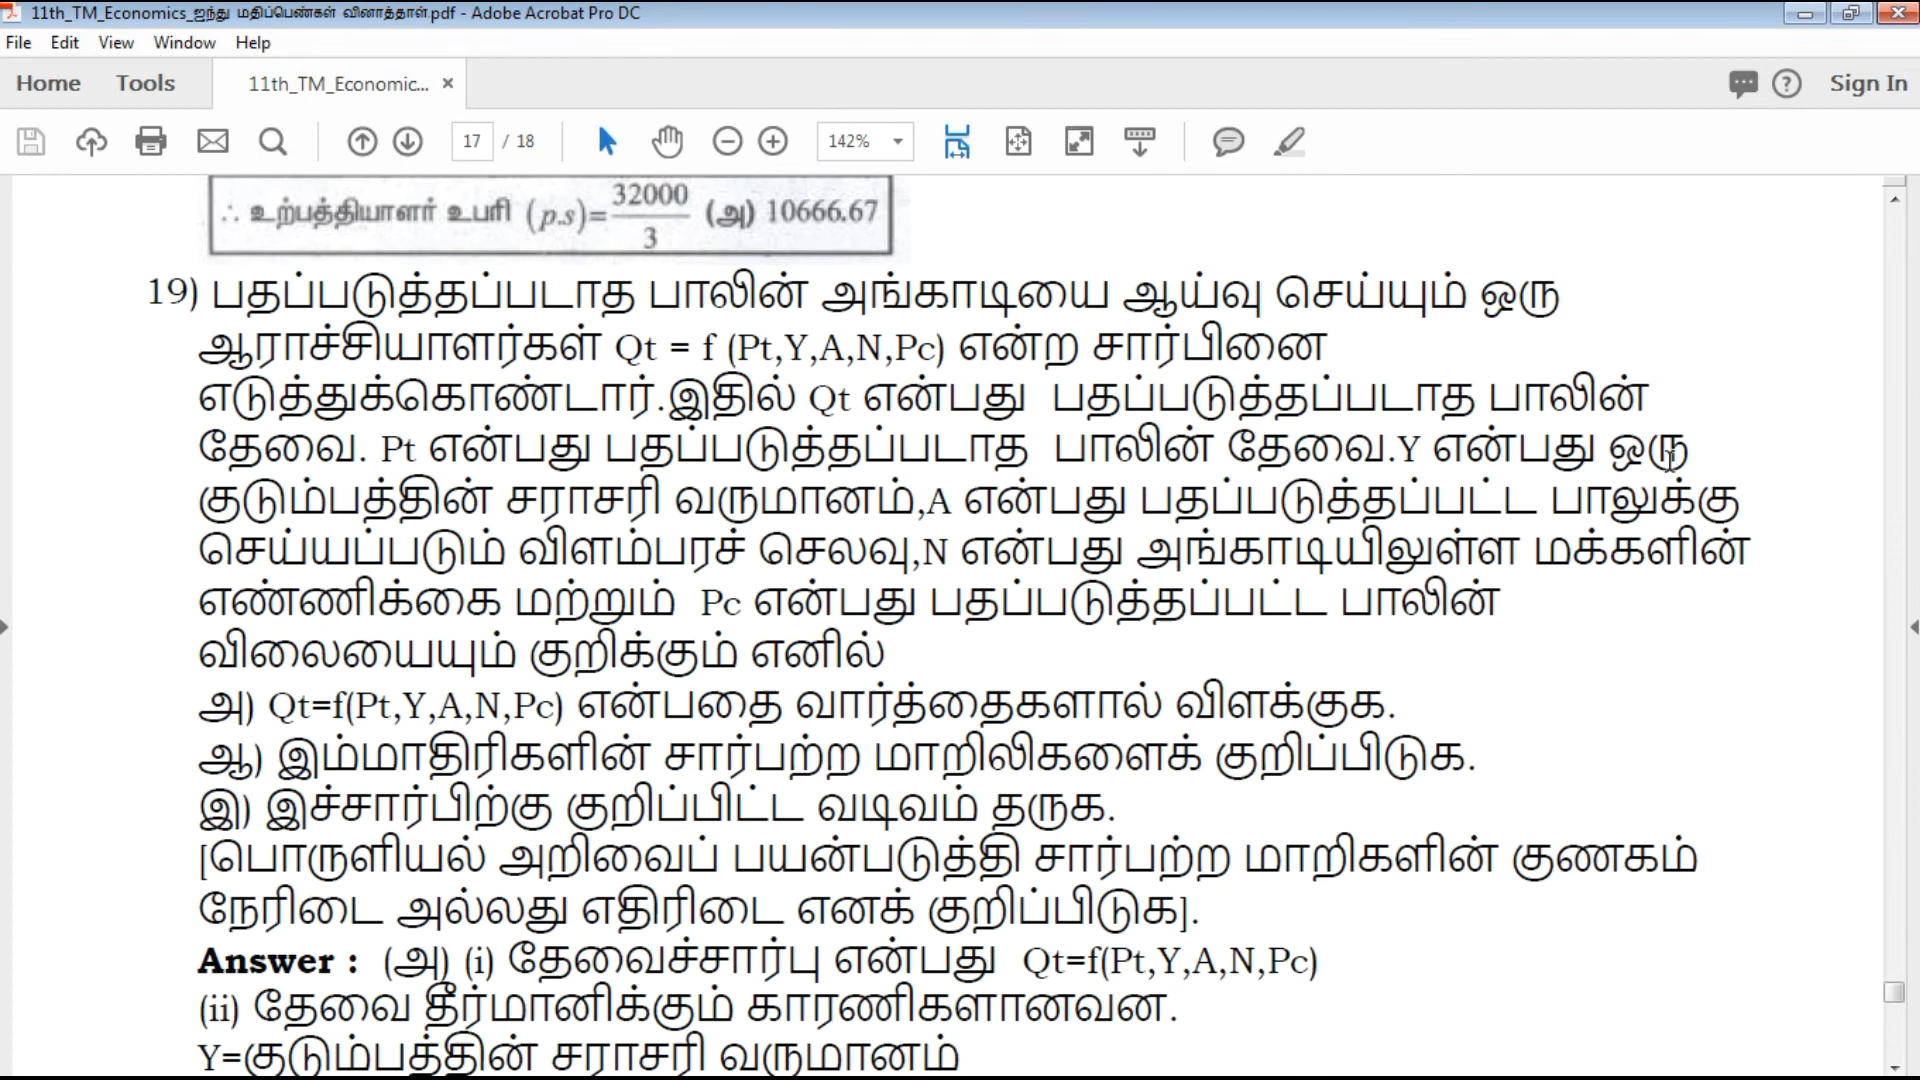 11th_TM_Economics_ஐந்து மதிப்பெண்கள் வினாத்தாள்.pdf - Adobe Acrobat Pro DC
File Edit View Window Help
Home Tools 11th_TM_Economic... × Sign In
17 / 18 142%
∴ உற்பத்தியாளர் உபரி (p.s)=32000/3 (அ) 10666.67
19) பதப்படுத்தப்படாத பாலின் அங்காடியை ஆய்வு செய்யும் ஒரு
ஆராச்சியாளர்கள் Qt = f (Pt,Y,A,N,Pc) என்ற சார்பினை
எடுத்துக்கொண்டார்.இதில் Qt என்பது பதப்படுத்தப்படாத பாலின்
தேவை. Pt என்பது பதப்படுத்தப்படாத பாலின் தேவை.Y என்பது ஒரு
குடும்பத்தின் சராசரி வருமானம்,A என்பது பதப்படுத்தப்பட்ட பாலுக்கு
செய்யப்படும் விளம்பரச் செலவு,N என்பது அங்காடியிலுள்ள மக்களின்
எண்ணிக்கை மற்றும் Pc என்பது பதப்படுத்தப்பட்ட பாலின்
விலையையும் குறிக்கும் எனில்
அ) Qt=f(Pt,Y,A,N,Pc) என்பதை வார்த்தைகளால் விளக்குக.
ஆ) இம்மாதிரிகளின் சார்பற்ற மாறிலிகளைக் குறிப்பிடுக.
இ) இச்சார்பிற்கு குறிப்பிட்ட வடிவம் தருக.
[பொருளியல் அறிவைப் பயன்படுத்தி சார்பற்ற மாறிகளின் குணகம்
நேரிடை அல்லது எதிரிடை எனக் குறிப்பிடுக].
Answer : (அ) (i) தேவைச்சார்பு என்பது Qt=f(Pt,Y,A,N,Pc)
(ii) தேவை தீர்மானிக்கும் காரணிகளானவன.
Y=குடும்பத்தின் சராசரி வருமானம்